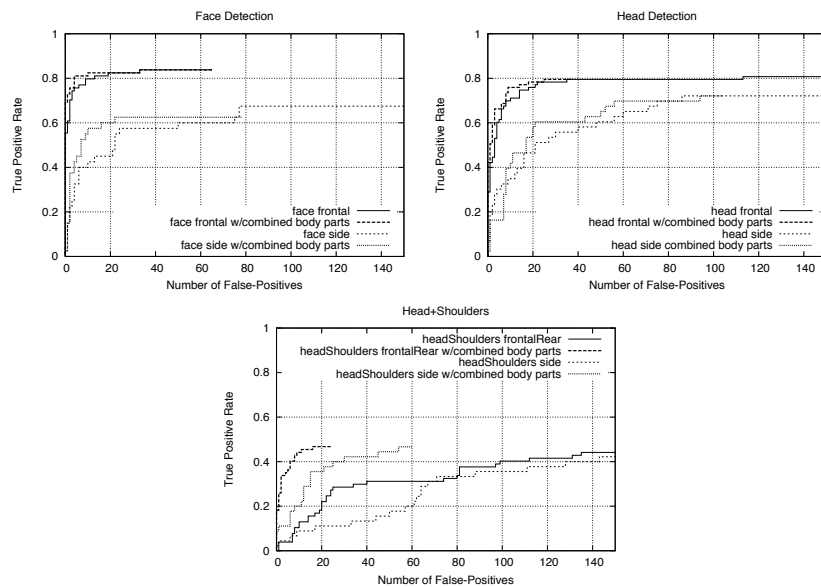 Face Detection
1
0.8
0.6
0.4
0.2
0
0 20 40 60 80 100 120 140
True Positive Rate
Number of False-Positives
face frontal
face frontal w/combined body parts
face side
face side w/combined body parts
Head Detection
1
0.8
0.6
0.4
0.2
0
0 20 40 60 80 100 120 140
True Positive Rate
Number of False-Positives
head frontal
head frontal w/combined body parts
head side
head side combined body parts
Head+Shoulders
1
0.8
0.6
0.4
0.2
0
0 20 40 60 80 100 120 140
True Positive Rate
Number of False-Positives
headShoulders frontalRear
headShoulders frontalRear w/combined body parts
headShoulders side
headShoulders side w/combined body parts